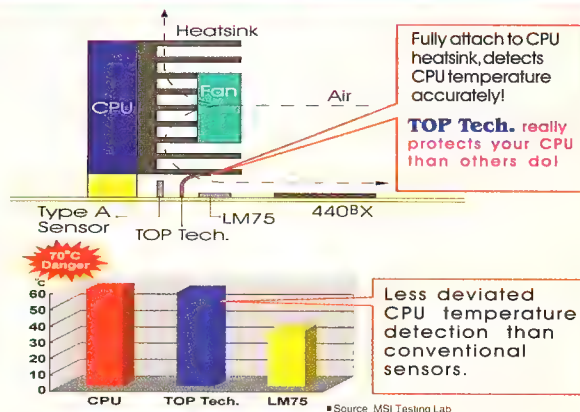 Heatsink
CPU
Fan
Air
Type A
Sensor
TOP Tech.
LM75
440BX
Fully attach to CPU
heatsink, detects
CPU temperature
accurately!
TOP Tech. really
protects your CPU
than others do!
70°C
Danger
°C
60
50
40
30
20
10
0
CPU
TOP Tech.
LM75
Less deviated
CPU temperature
detection than
conventional
sensors.
Source MSI Testing Lab